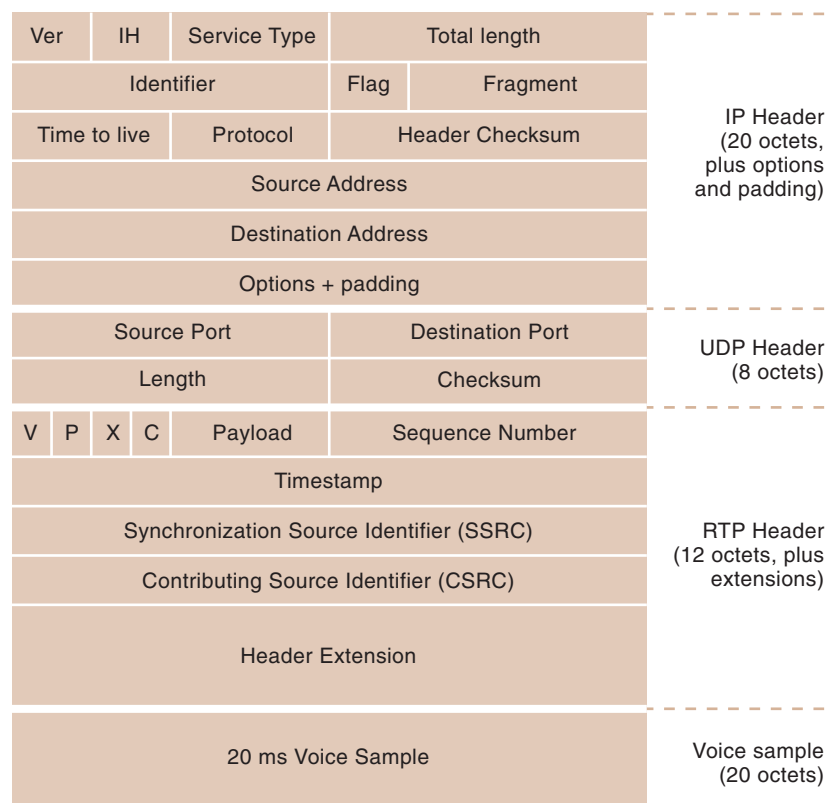 Ver IH Service Type Total length
Identifier Flag Fragment
Time to live Protocol Header Checksum
Source Address
Destination Address
Options + padding
IP Header
(20 octets,
plus options
and padding)
Source Port Destination Port
Length Checksum
UDP Header
(8 octets)
V P X C Payload Sequence Number
Timestamp
Synchronization Source Identifier (SSRC)
Contributing Source Identifier (CSRC)
Header Extension
RTP Header
(12 octets, plus
extensions)
20 ms Voice Sample
Voice sample
(20 octets)